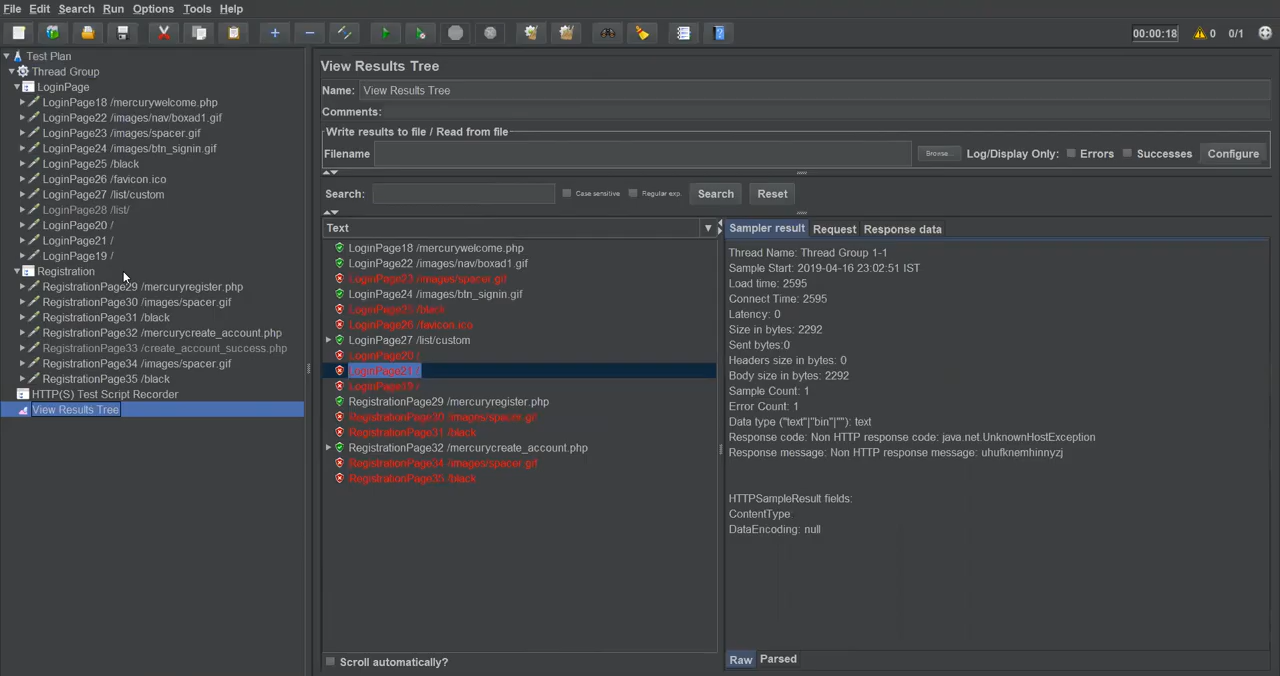 File Edit Search Run Options Tools Help
00:00:18 0 0/1
Test Plan
Thread Group
LoginPage
LoginPage18 /mercurywelcome.php
LoginPage22 /images/nav/boxad1.gif
LoginPage23 /images/spacer.gif
LoginPage24 /images/btn_signin.gif
LoginPage25 /black
LoginPage26 /favicon.ico
LoginPage27 /list/custom
LoginPage28 /list/
LoginPage20 /
LoginPage21 /
LoginPage19 /
Registration
RegistrationPage29 /mercuryregister.php
RegistrationPage30 /images/spacer.gif
RegistrationPage31 /black
RegistrationPage32 /mercurycreate_account.php
RegistrationPage33 /create_account_success.php
RegistrationPage34 /images/spacer.gif
RegistrationPage35 /black
HTTP(S) Test Script Recorder
View Results Tree
View Results Tree
Name: View Results Tree
Comments:
Write results to file / Read from file
Filename Browse... Log/Display Only: Errors Successes Configure
Search: Case sensitive Regular exp. Search Reset
Text
LoginPage18 /mercurywelcome.php
LoginPage22 /images/nav/boxad1.gif
LoginPage23 /images/spacer.gif
LoginPage24 /images/btn_signin.gif
LoginPage25 /black
LoginPage26 /favicon.ico
LoginPage27 /list/custom
LoginPage20 /
LoginPage21 /
LoginPage19 /
RegistrationPage29 /mercuryregister.php
RegistrationPage30 /images/spacer.gif
RegistrationPage31 /black
RegistrationPage32 /mercurycreate_account.php
RegistrationPage34 /images/spacer.gif
RegistrationPage35 /black
Scroll automatically?
Sampler result Request Response data
Thread Name: Thread Group 1-1
Sample Start: 2019-04-16 23:02:51 IST
Load time: 2595
Connect Time: 2595
Latency: 0
Size in bytes: 2292
Sent bytes:0
Headers size in bytes: 0
Body size in bytes: 2292
Sample Count: 1
Error Count: 1
Data type ("text"|"bin"|""): text
Response code: Non HTTP response code: java.net.UnknownHostException
Response message: Non HTTP response message: uhufknemhinnyzj
HTTPSampleResult fields:
ContentType
DataEncoding: null
Raw Parsed